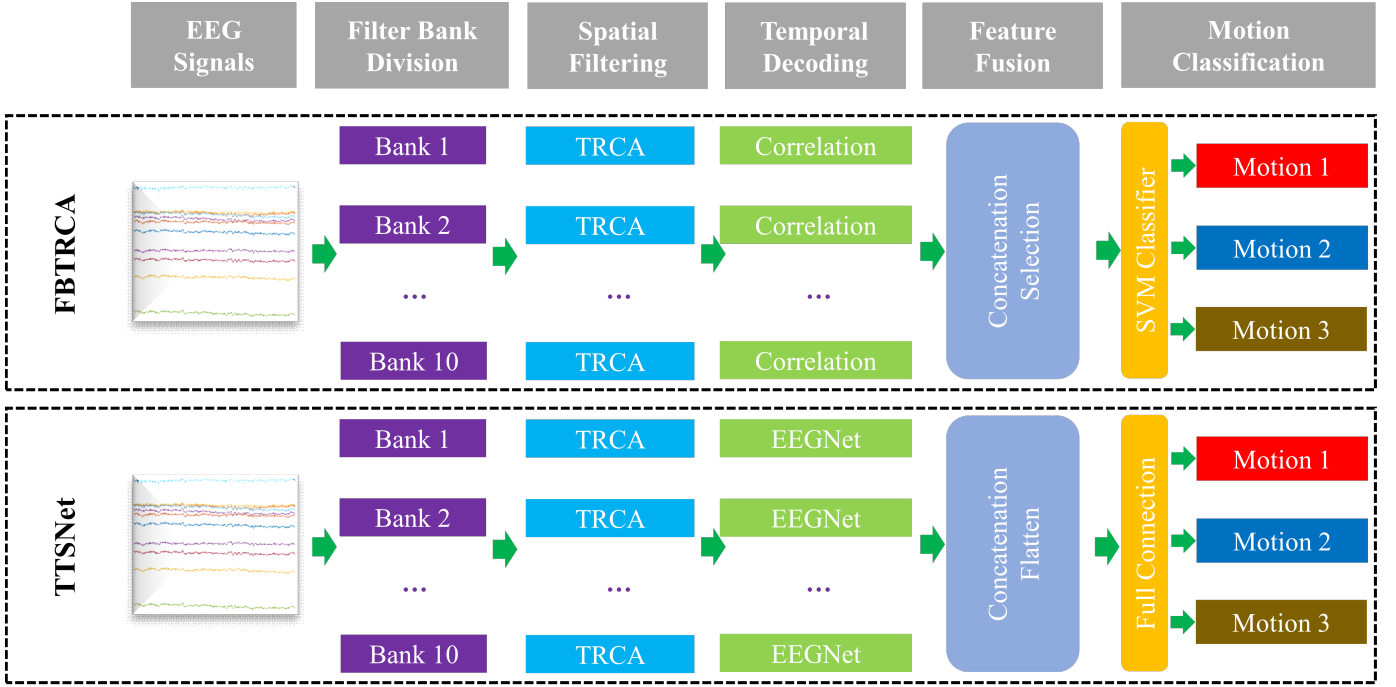 EEG
Signals
Filter Bank
Division
Spatial
Filtering
Temporal
Decoding
Feature
Fusion
Motion
Classification
FBTRCA
Bank 1
TRCA
Correlation
Bank 2
TRCA
Correlation
...
...
...
Bank 10
TRCA
Correlation
Concatenation
Selection
SVM Classifier
Motion 1
Motion 2
Motion 3
TTSNet
Bank 1
TRCA
EEGNet
Bank 2
TRCA
EEGNet
...
...
...
Bank 10
TRCA
EEGNet
Concatenation
Flatten
Full Connection
Motion 1
Motion 2
Motion 3